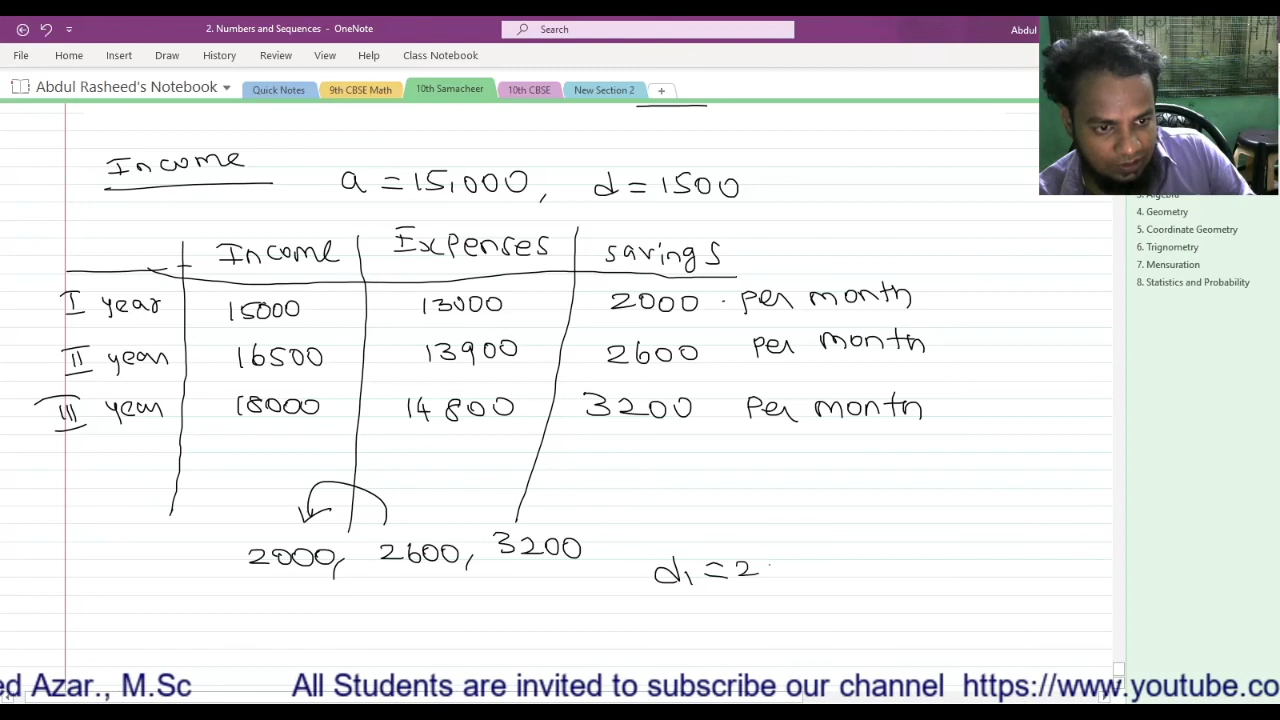 2. Numbers and Sequences - OneNote
Search
Abdul
File Home Insert Draw History Review View Help Class Notebook
Abdul Rasheed's Notebook Quick Notes 9th CBSE Math 10th Samacheer 10th CBSE New Section 2 +
3. Algebra
4. Geometry
5. Coordinate Geometry
6. Trignometry
7. Mensuration
8. Statistics and Probability
Income a = 15,000, d = 1500
Income Expenses savings
I year 15000 13000 2000 per month
II year 16500 13900 2600 per month
III year 18000 14800 3200 per month
2000, 2600, 3200
d₁ = 2
ed Azar., M.Sc All Students are invited to subscribe our channel https://www.youtube.co